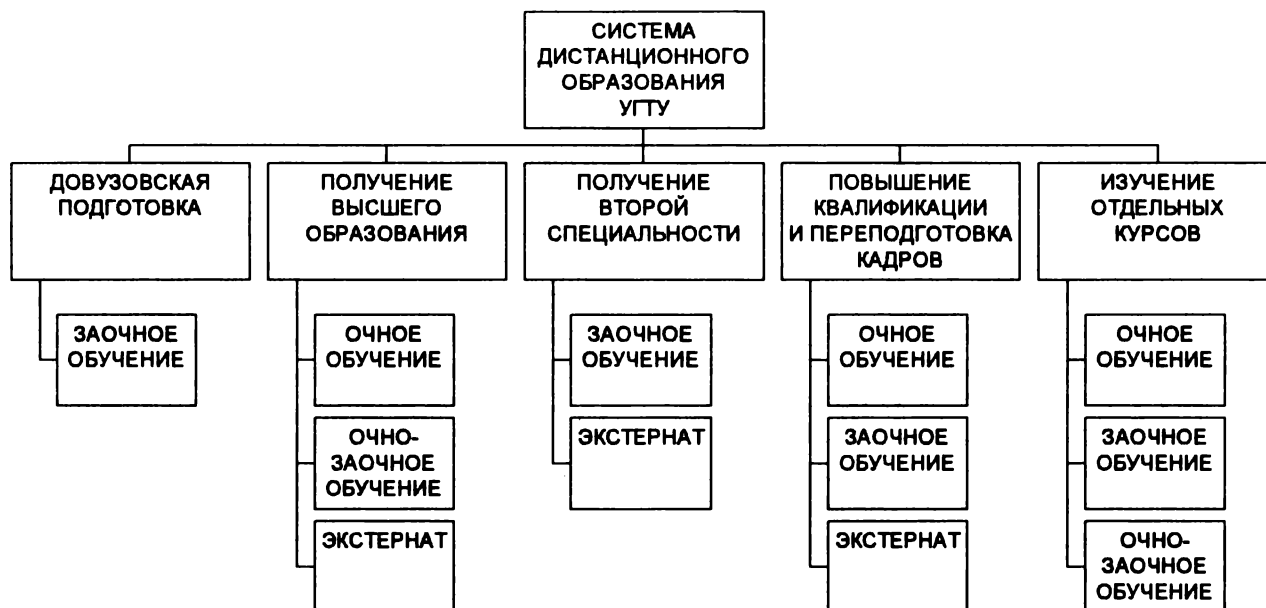 СИСТЕМА
ДИСТАНЦИОННОГО
ОБРАЗОВАНИЯ
УГТУ
ДОВУЗОВСКАЯ
ПОДГОТОВКА
ПОЛУЧЕНИЕ
ВЫСШЕГО
ОБРАЗОВАНИЯ
ПОЛУЧЕНИЕ
ВТОРОЙ
СПЕЦИАЛЬНОСТИ
ПОВЫШЕНИЕ
КВАЛИФИКАЦИИ
И ПЕРЕПОДГОТОВКА
КАДРОВ
ИЗУЧЕНИЕ
ОТДЕЛЬНЫХ
КУРСОВ
ЗАОЧНОЕ
ОБУЧЕНИЕ
ОЧНОЕ
ОБУЧЕНИЕ
ОЧНО-
ЗАОЧНОЕ
ОБУЧЕНИЕ
ЭКСТЕРНАТ
ЗАОЧНОЕ
ОБУЧЕНИЕ
ЭКСТЕРНАТ
ОЧНОЕ
ОБУЧЕНИЕ
ЗАОЧНОЕ
ОБУЧЕНИЕ
ЭКСТЕРНАТ
ОЧНОЕ
ОБУЧЕНИЕ
ЗАОЧНОЕ
ОБУЧЕНИЕ
ОЧНО-
ЗАОЧНОЕ
ОБУЧЕНИЕ